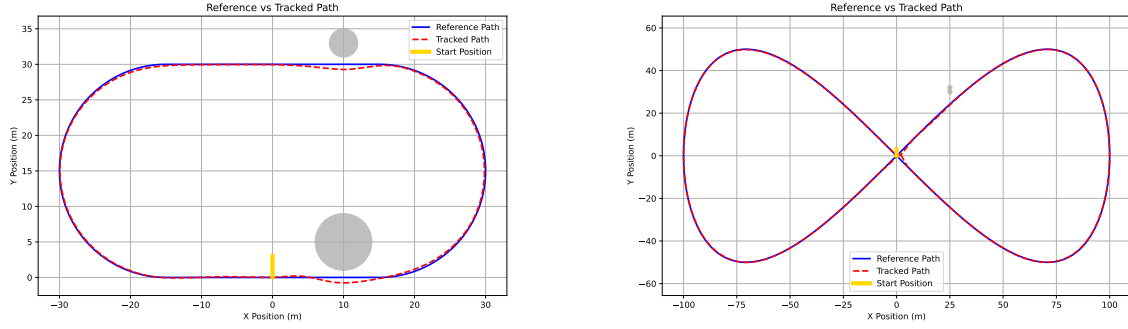 Reference vs Tracked Path
Reference Path
Tracked Path
Start Position
35
30
25
20
15
10
5
0
Y Position (m)
−30
−20
−10
0
10
20
30
X Position (m)
Reference vs Tracked Path
60
40
20
0
−20
−40
−60
Y Position (m)
Reference Path
Tracked Path
Start Position
−100
−75
−50
−25
0
25
50
75
100
X Position (m)